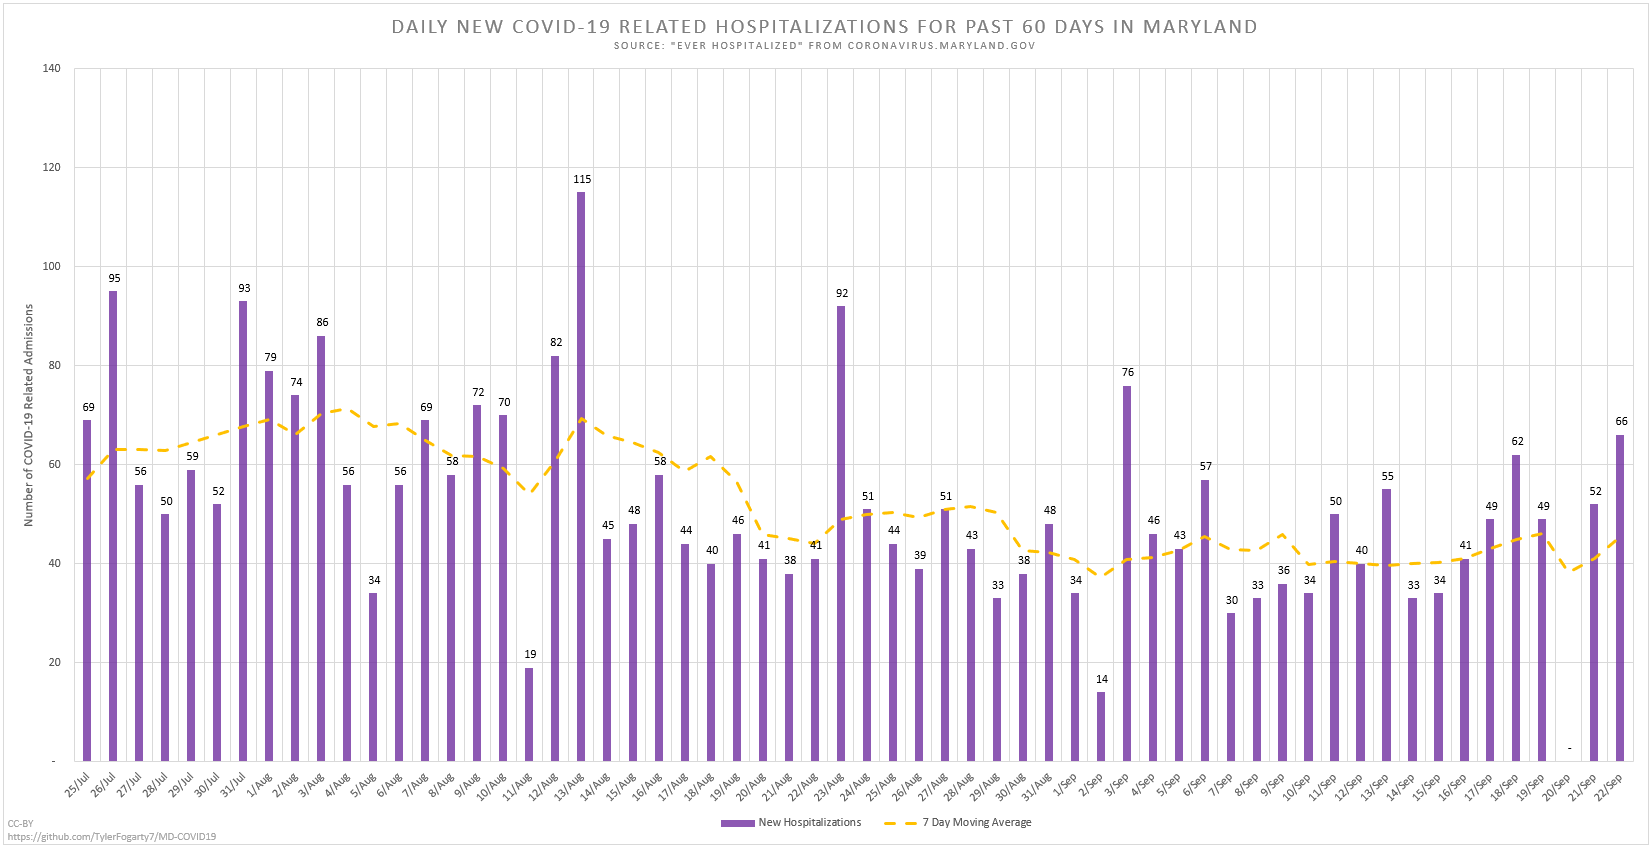 DAILY NEW COVID-19 RELATED HOSPITALIZATIONS FOR PAST 60 DAYS IN MARYLAND
SOURCE: "EVER HOSPITALIZED" FROM CORONAVIRUS.MARYLAND.GOV
Number of COVID-19 Related Admissions
140
120
100
80
60
40
20
-
69
95
56
50
59
52
93
79
74
86
56
34
56
69
58
72
70
19
82
115
45
48
58
44
40
46
41
38
41
92
51
44
39
51
43
33
38
48
34
14
76
46
43
57
30
33
36
34
50
40
55
33
34
41
49
62
49
-
52
66
25/Jul
26/Jul
27/Jul
28/Jul
29/Jul
30/Jul
31/Jul
1/Aug
2/Aug
3/Aug
4/Aug
5/Aug
6/Aug
7/Aug
8/Aug
9/Aug
10/Aug
11/Aug
12/Aug
13/Aug
14/Aug
15/Aug
16/Aug
17/Aug
18/Aug
19/Aug
20/Aug
21/Aug
22/Aug
23/Aug
24/Aug
25/Aug
26/Aug
27/Aug
28/Aug
29/Aug
30/Aug
31/Aug
1/Sep
2/Sep
3/Sep
4/Sep
5/Sep
6/Sep
7/Sep
8/Sep
9/Sep
10/Sep
11/Sep
12/Sep
13/Sep
14/Sep
15/Sep
16/Sep
17/Sep
18/Sep
19/Sep
20/Sep
21/Sep
22/Sep
New Hospitalizations
7 Day Moving Average
CC-BY
https://github.com/TylerFogarty7/MD-COVID19